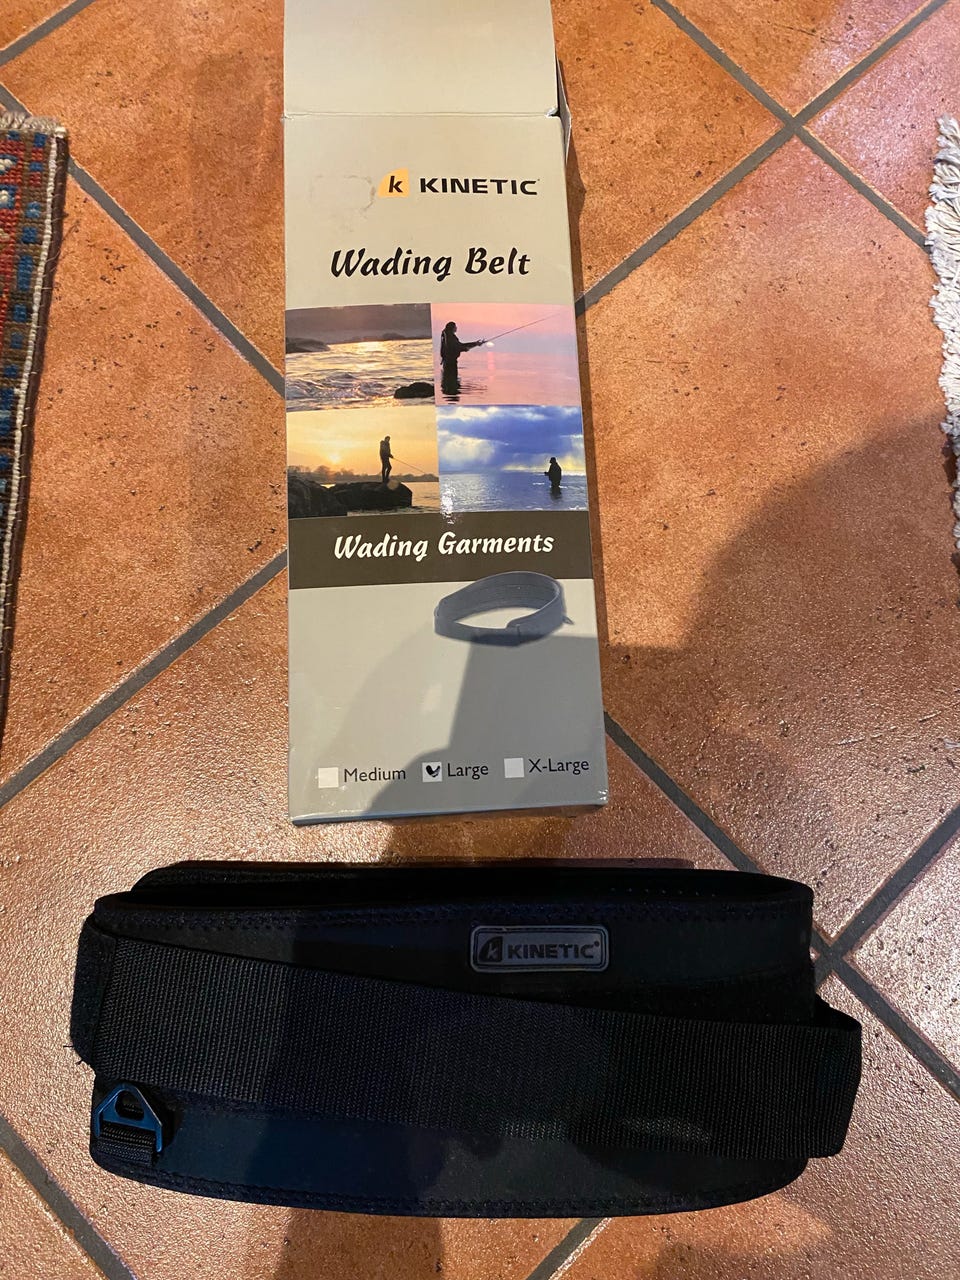 k KINETIC
Wading Belt
Wading Garments
Medium Large X-Large
k KINETIC